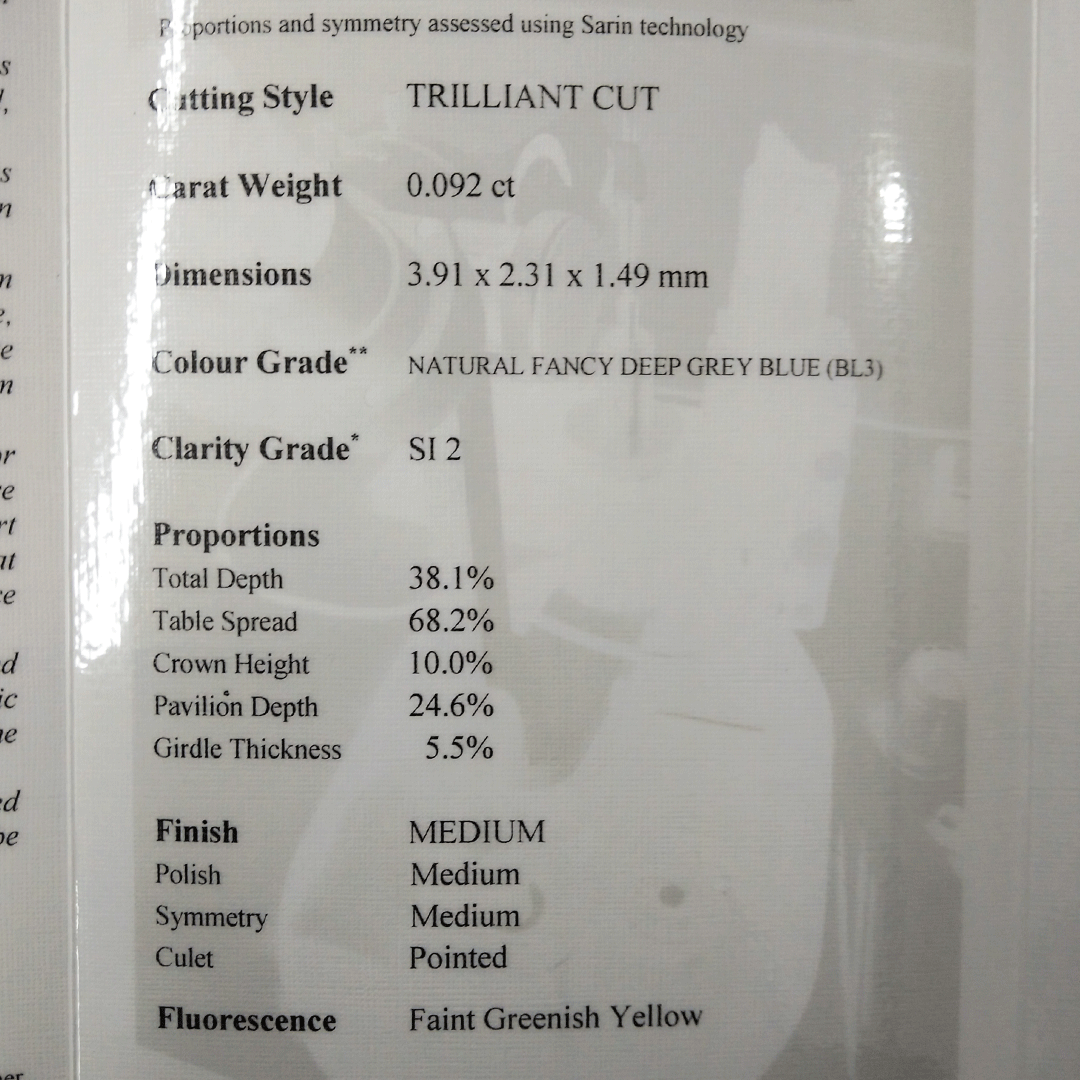 Proportions and symmetry assessed using Sarin technology
Cutting Style TRILLIANT CUT
Carat Weight 0.092 ct
Dimensions 3.91 x 2.31 x 1.49 mm
Colour Grade** NATURAL FANCY DEEP GREY BLUE (BL3)
Clarity Grade* SI 2
Proportions
Total Depth 38.1%
Table Spread 68.2%
Crown Height 10.0%
Pavilion Depth 24.6%
Girdle Thickness 5.5%
Finish MEDIUM
Polish Medium
Symmetry Medium
Culet Pointed
Fluorescence Faint Greenish Yellow